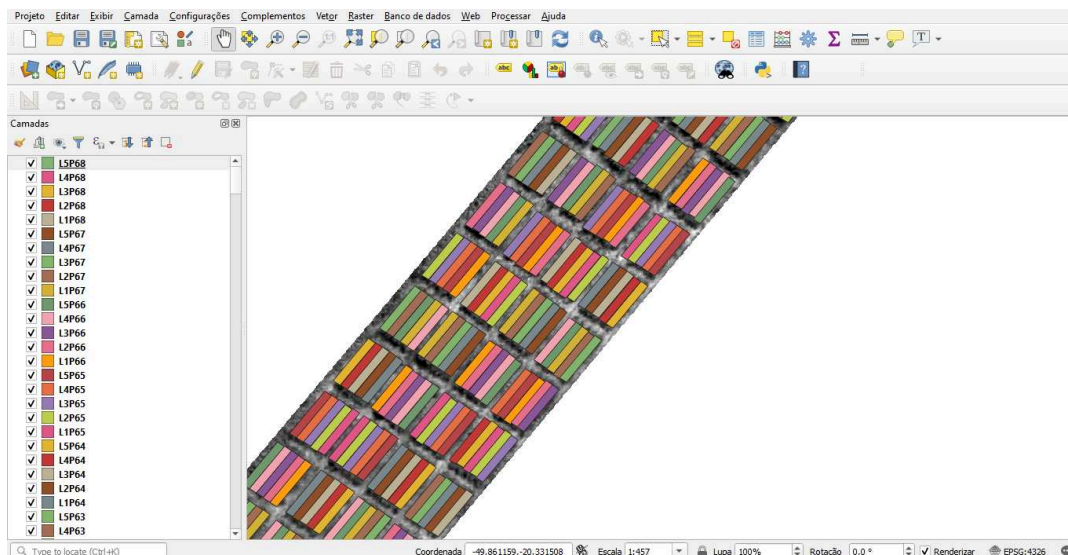 Projeto Editar Exibir Camada Configurações Complementos Vetor Raster Banco de dados Web Processar Ajuda
abc abc
Camadas
L5P68
L4P68
L3P68
L2P68
L1P68
L5P67
L4P67
L3P67
L2P67
L1P67
L5P66
L4P66
L3P66
L2P66
L1P66
L5P65
L4P65
L3P65
L2P65
L1P65
L5P64
L4P64
L3P64
L2P64
L1P64
L5P63
L4P63
Type to locate (Ctrl+K) Coordenada -49.861159,-20.331508 Escala 1:457 Lupa 100% Rotação 0,0 ° Renderizar EPSG:4326